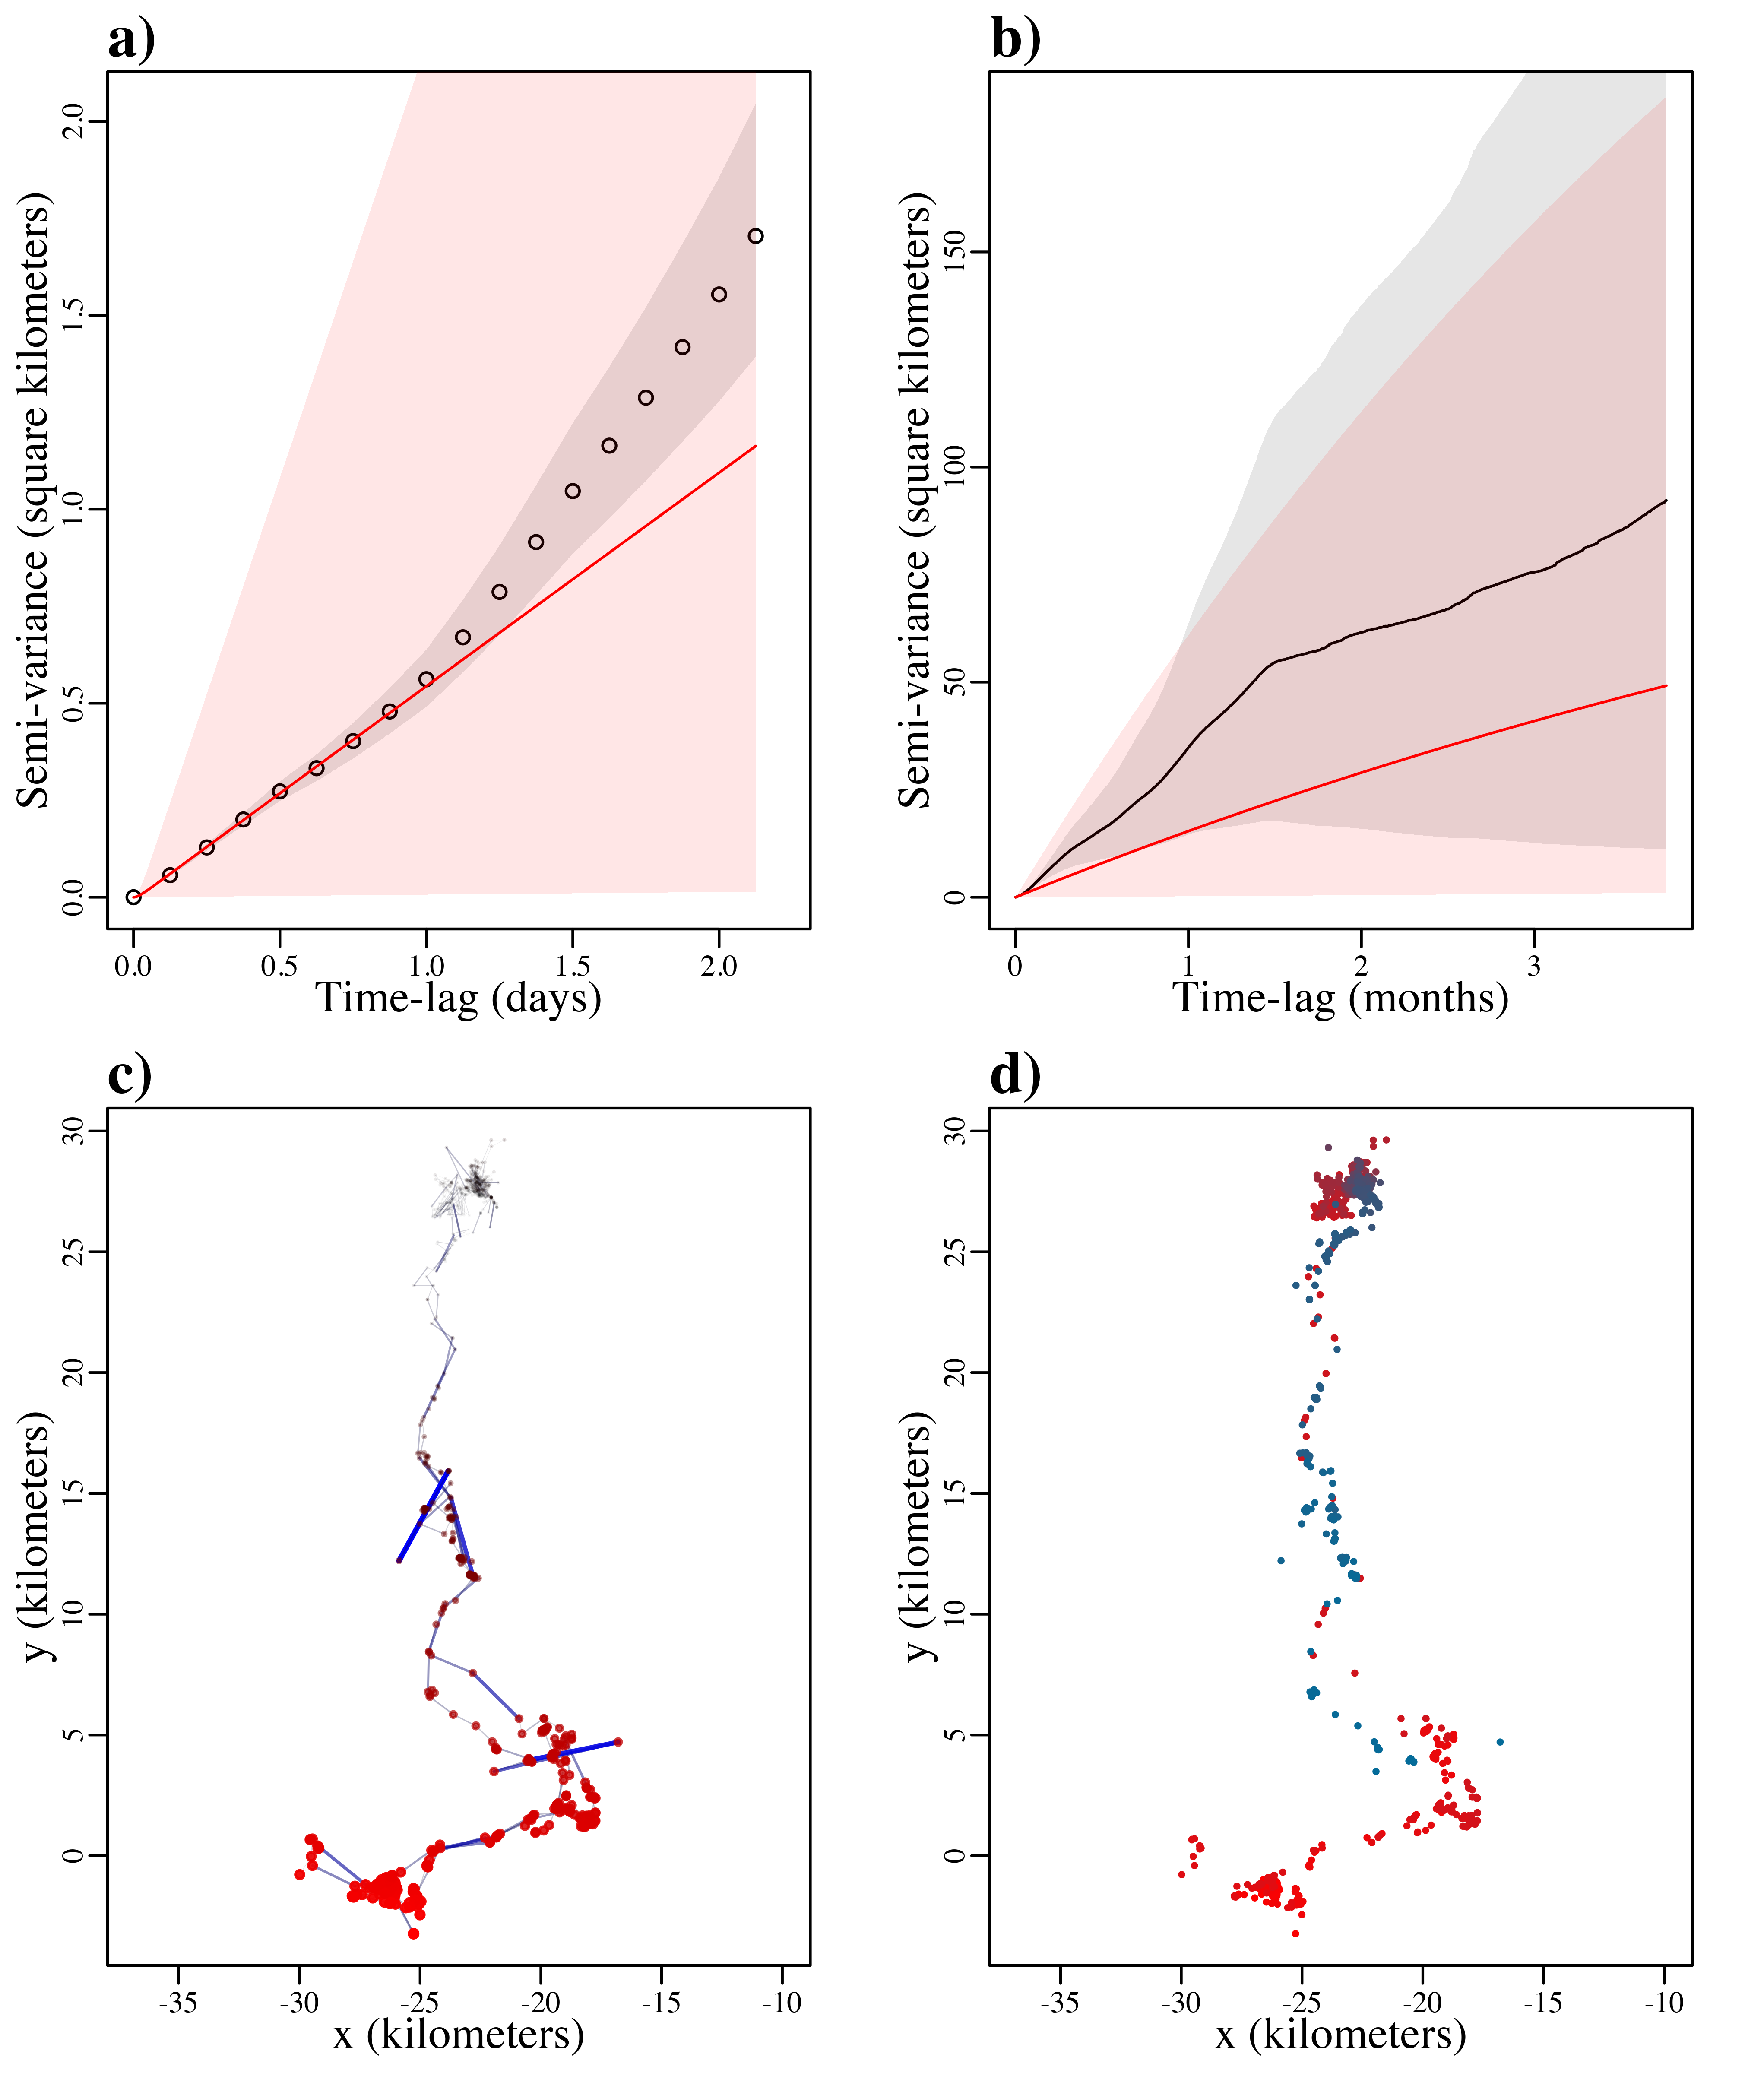 a)
Semi-variance (square kilometers)
0.0 0.5 1.0 1.5 2.0
0.0 0.5 1.0 1.5 2.0
Time-lag (days)
b)
Semi-variance (square kilometers)
0 50 100 150
0 1 2 3
Time-lag (months)
c)
y (kilometers)
0 5 10 15 20 25 30
-35 -30 -25 -20 -15 -10
x (kilometers)
d)
y (kilometers)
0 5 10 15 20 25 30
-35 -30 -25 -20 -15 -10
x (kilometers)